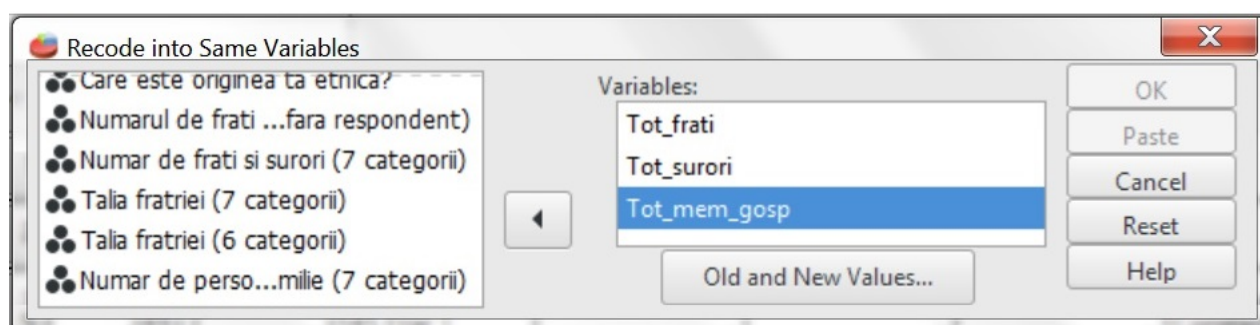 Recode into Same Variables
X
Care este originea ta etnica?
Numarul de frati ...fara respondent)
Numar de frati si surori (7 categorii)
Talia fratriei (7 categorii)
Talia fratriei (6 categorii)
Numar de perso...milie (7 categorii)
Variables:
Tot_frati
Tot_surori
Tot_mem_gosp
Old and New Values...
OK
Paste
Cancel
Reset
Help